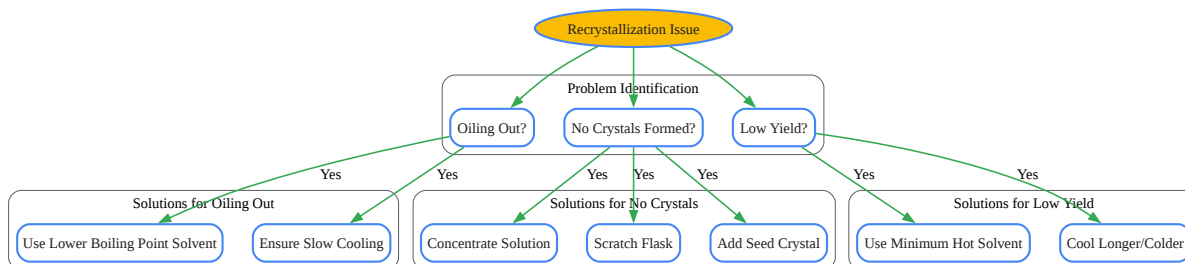 Recrystallization Issue
Problem Identification
Oiling Out?
No Crystals Formed?
Low Yield?
Yes
Yes
Yes
Yes
Yes
Yes
Yes
Solutions for Oiling Out
Solutions for No Crystals
Solutions for Low Yield
Use Lower Boiling Point Solvent
Ensure Slow Cooling
Concentrate Solution
Scratch Flask
Add Seed Crystal
Use Minimum Hot Solvent
Cool Longer/Colder